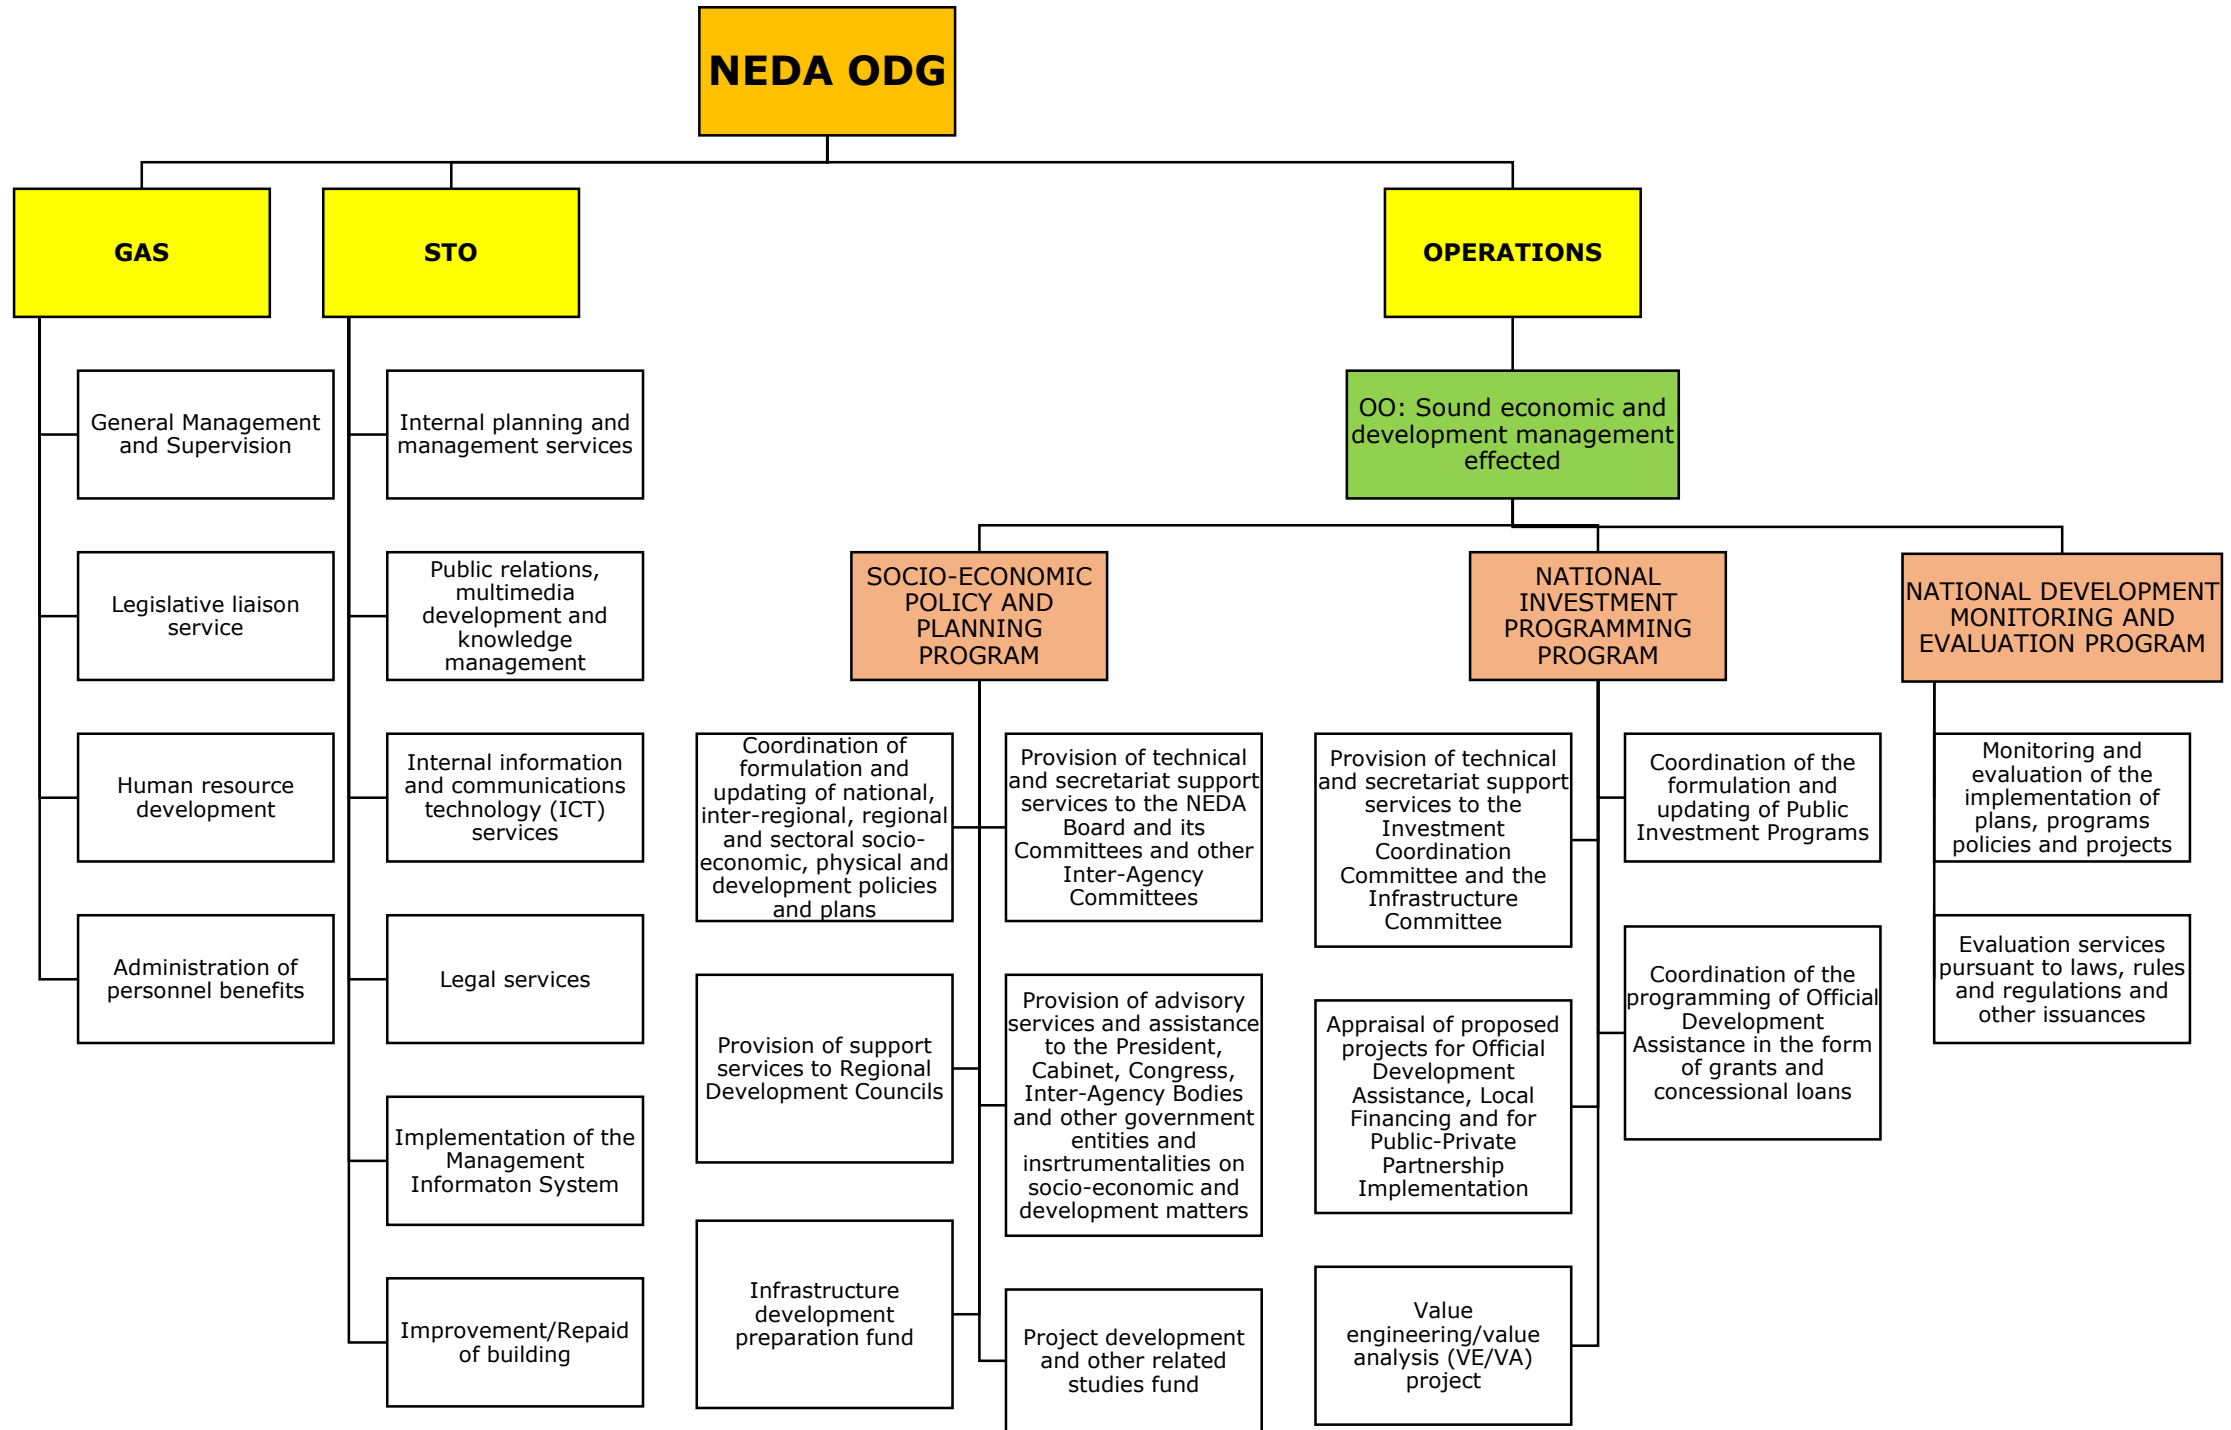 NEDA ODG
GAS
STO
OPERATIONS
General Management
and Supervision
Legislative liaison
service
Human resource
development
Administration of
personnel benefits
Internal planning and
management services
Public relations,
multimedia
development and
knowledge
management
Internal information
and communications
technology (ICT)
services
Legal services
Implementation of the
Management
Informaton System
Improvement/Repaid
of building
OO: Sound economic and
development management
effected
SOCIO-ECONOMIC
POLICY AND
PLANNING
PROGRAM
Coordination of
formulation and
updating of national,
inter-regional, regional
and sectoral socio-
economic, physical and
development policies
and plans
Provision of technical
and secretariat support
services to the NEDA
Board and its
Committees and other
Inter-Agency
Committees
Provision of support
services to Regional
Development Councils
Provision of advisory
services and assistance
to the President,
Cabinet, Congress,
Inter-Agency Bodies
and other government
entities and
insrtrumentalities on
socio-economic and
development matters
Infrastructure
development
preparation fund
Project development
and other related
studies fund
NATIONAL
INVESTMENT
PROGRAMMING
PROGRAM
Provision of technical
and secretariat support
services to the
Investment
Coordination
Committee and the
Infrastructure
Committee
Coordination of the
formulation and
updating of Public
Investment Programs
Appraisal of proposed
projects for Official
Development
Assistance, Local
Financing and for
Public-Private
Partnership
Implementation
Coordination of the
programming of Official
Development
Assistance in the form
of grants and
concessional loans
Value
engineering/value
analysis (VE/VA)
project
NATIONAL DEVELOPMENT
MONITORING AND
EVALUATION PROGRAM
Monitoring and
evaluation of the
implementation of
plans, programs
policies and projects
Evaluation services
pursuant to laws, rules
and regulations and
other issuances